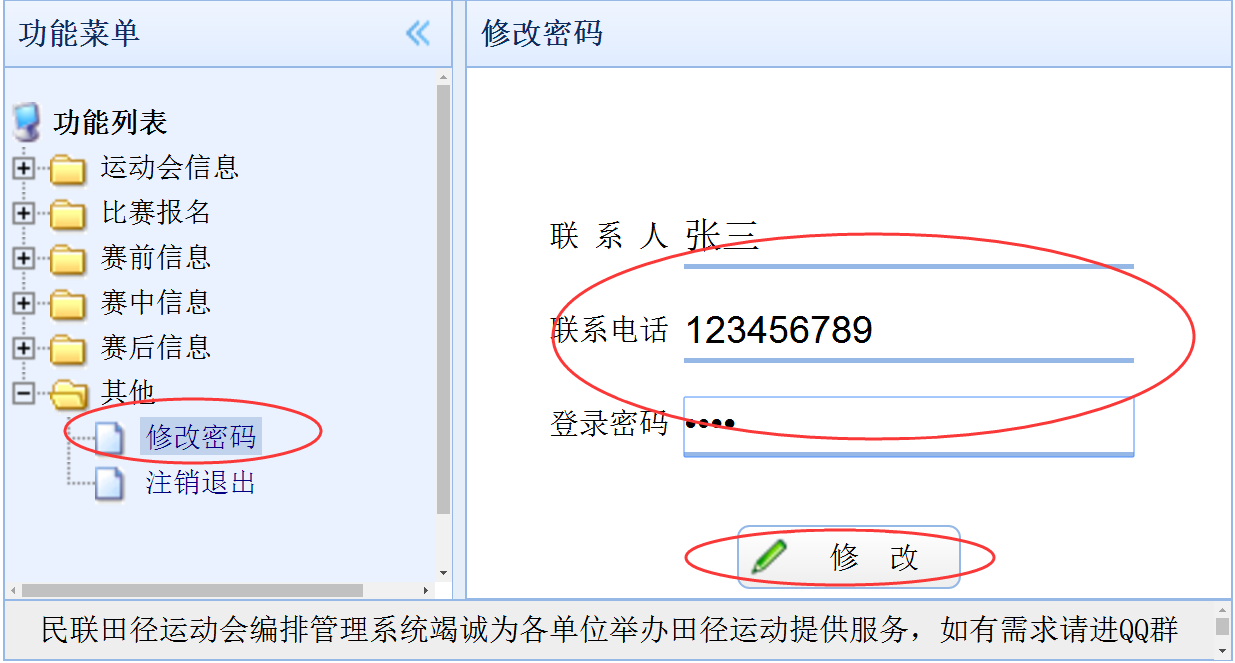 功能菜单
修改密码
功能列表
运动会信息
比赛报名
赛前信息
赛中信息
赛后信息
其他
修改密码
注销退出
联 系 人 张三
联系电话 123456789
登录密码 ••••
修 改
民联田径运动会编排管理系统竭诚为各单位举办田径运动提供服务，如有需求请进QQ群